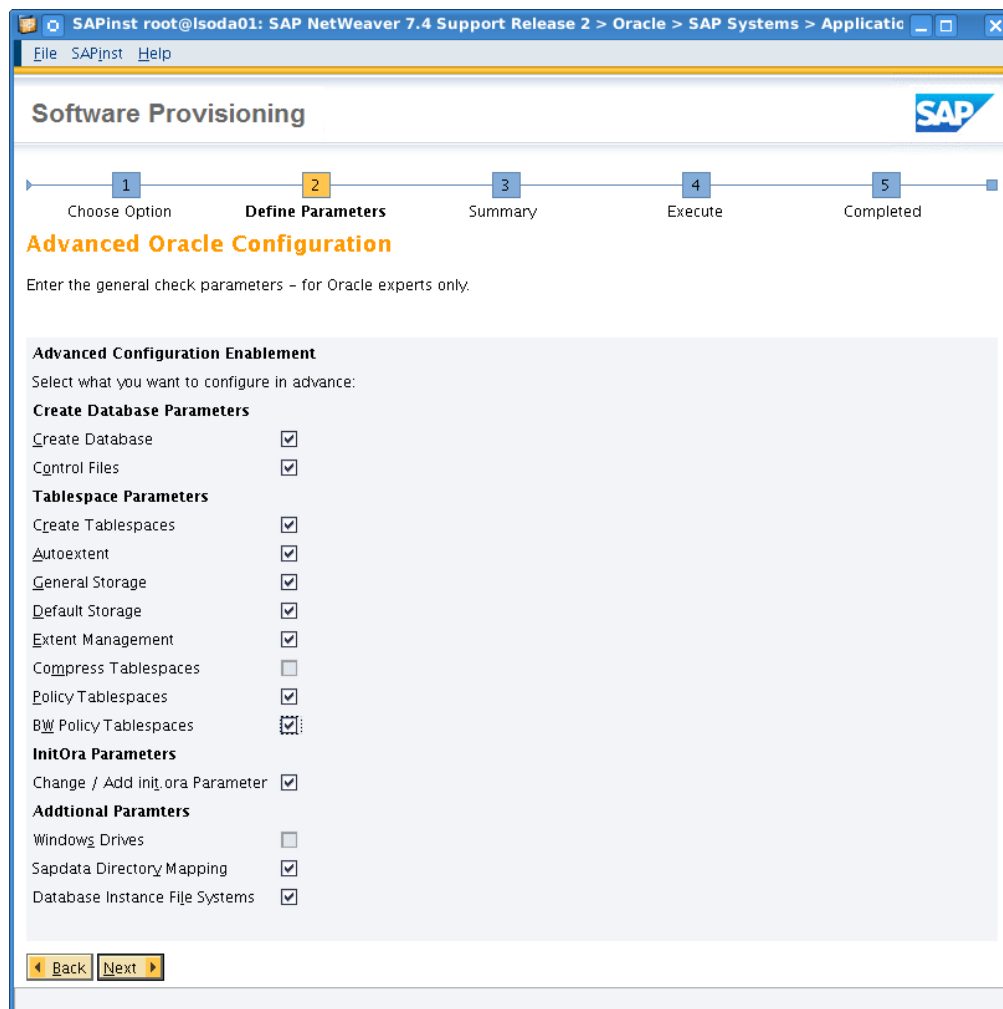 SAPinst root@lsoda01: SAP NetWeaver 7.4 Support Release 2 > Oracle > SAP Systems > Applicatio
File SAPinst Help
Software Provisioning
SAP
1 2 3 4 5
Choose Option Define Parameters Summary Execute Completed
Advanced Oracle Configuration
Enter the general check parameters – for Oracle experts only.
Advanced Configuration Enablement
Select what you want to configure in advance:
Create Database Parameters
Create Database
Control Files
Tablespace Parameters
Create Tablespaces
Autoextent
General Storage
Default Storage
Extent Management
Compress Tablespaces
Policy Tablespaces
BW Policy Tablespaces
InitOra Parameters
Change / Add init.ora Parameter
Addtional Paramters
Windows Drives
Sapdata Directory Mapping
Database Instance File Systems
Back Next